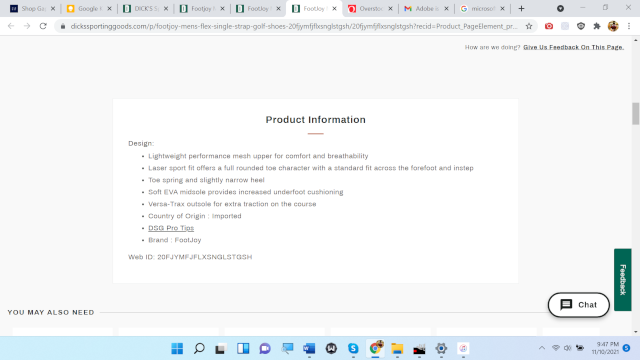 Shop Gu
Google
DICK'S S
FootJoy
FootJoy
FootJoy
Overstoc
Adobe a
microsof
dickssportinggoods.com/p/footjoy-mens-flex-single-strap-golf-shoes-20fjymfjflxsnglstgsh/20fjymfjflxsnglstgsh?recid=Product_PageElement_pr...
How are we doing? Give Us Feedback On This Page.
Product Information
Design:
• Lightweight performance mesh upper for comfort and breathability
• Laser sport fit offers a full rounded toe character with a standard fit across the forefoot and instep
• Toe spring and slightly narrow heel
• Soft EVA midsole provides increased underfoot cushioning
• Versa-Trax outsole for extra traction on the course
• Country of Origin : Imported
• DSG Pro Tips
• Brand : FootJoy
Web ID: 20FJYMFJFLXSNGLSTGSH
Feedback
Chat
YOU MAY ALSO NEED
9:47 PM
11/10/2021